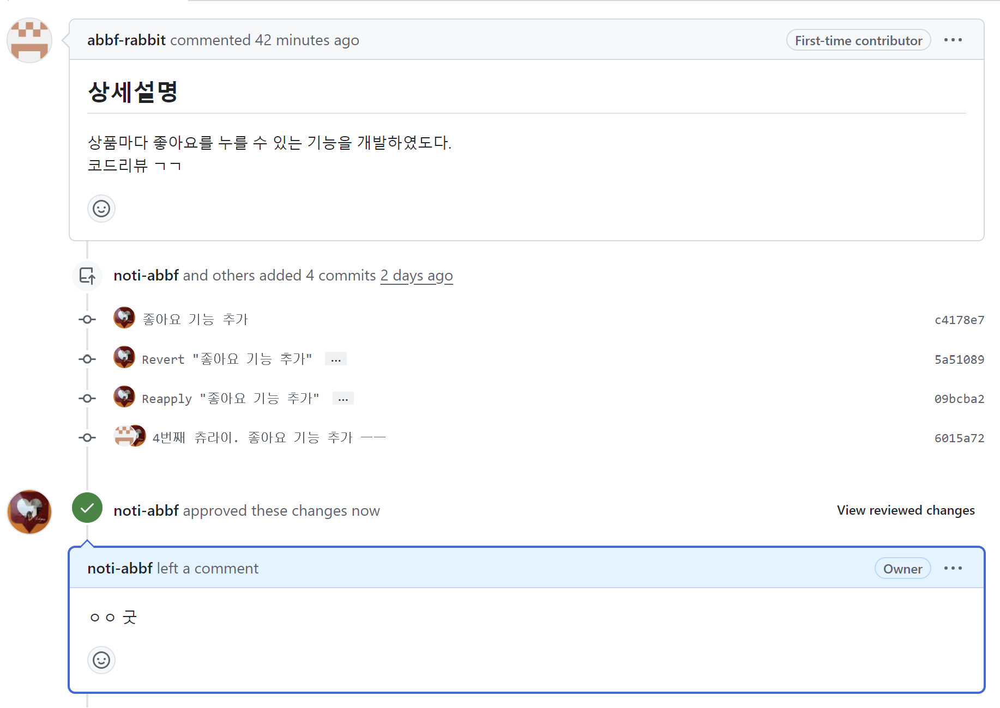 abbf-rabbit commented 42 minutes ago First-time contributor ...
상세설명
상품마다 좋아요를 누를 수 있는 기능을 개발하였도다.
코드리뷰 ㄱㄱ
noti-abbf and others added 4 commits 2 days ago
좋아요 기능 추가 c4178e7
Revert "좋아요 기능 추가" ... 5a51089
Reapply "좋아요 기능 추가" ... 09bcba2
4번째 츄라이. 좋아요 기능 추가 ㅡㅡ 6015a72
noti-abbf approved these changes now View reviewed changes
noti-abbf left a comment Owner ...
ㅇㅇ 굿